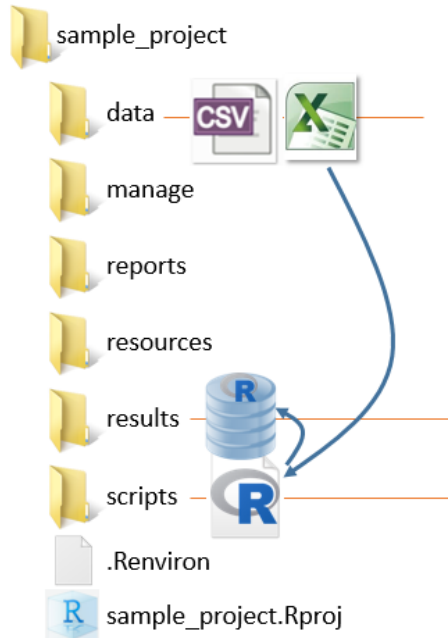 sample_project
data
CSV
X
manage
reports
resources
R
results
scripts
R
.Renviron
R
sample_project.Rproj